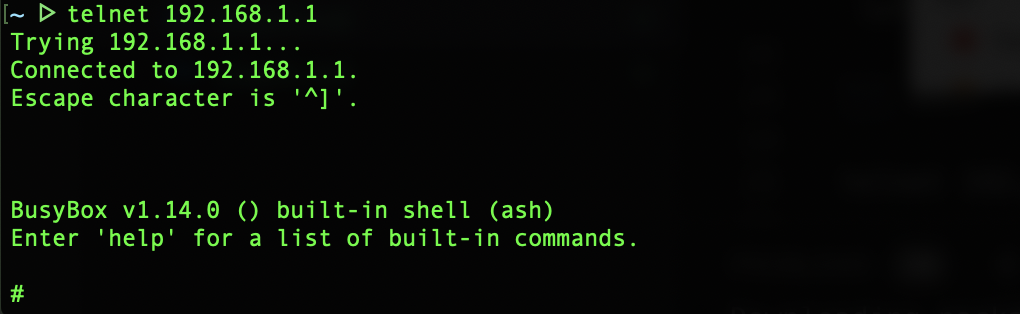 [~ ▷ telnet 192.168.1.1
Trying 192.168.1.1...
Connected to 192.168.1.1.
Escape character is '^]'.
BusyBox v1.14.0 () built-in shell (ash)
Enter 'help' for a list of built-in commands.
#